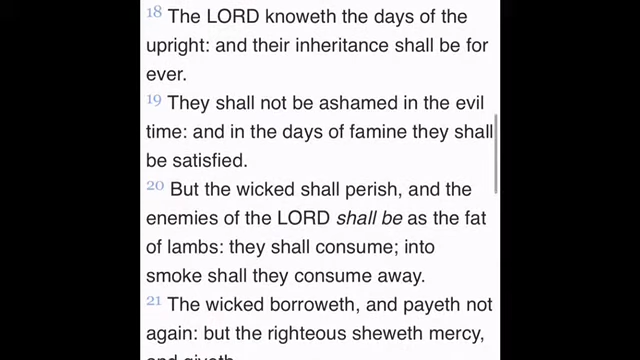 18 The LORD knoweth the days of the
upright: and their inheritance shall be for
ever.
19 They shall not be ashamed in the evil
time: and in the days of famine they shall
be satisfied.
20 But the wicked shall perish, and the
enemies of the LORD shall be as the fat
of lambs: they shall consume; into
smoke shall they consume away.
21 The wicked borroweth, and payeth not
again: but the righteous sheweth mercy,
and giveth.